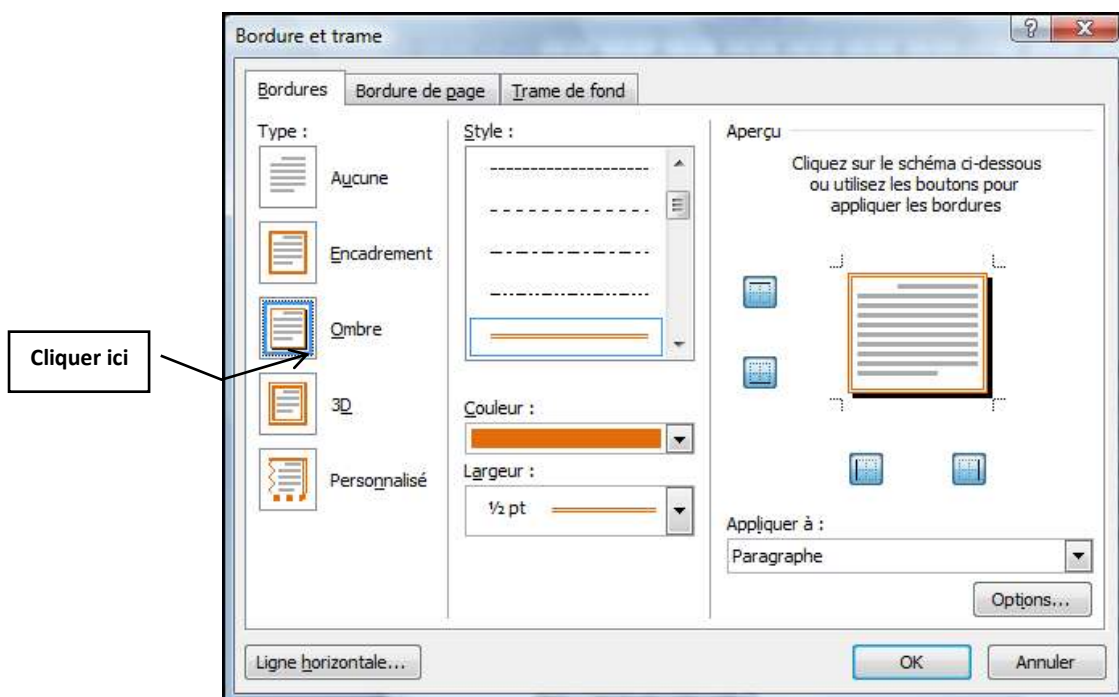 Bordure et trame
Bordures
Bordure de page
Trame de fond
Type :
Aucune
Encadrement
Ombre
3D
Personnalisé
Cliquer ici
Style :
Couleur :
Largeur :
½ pt
Aperçu
Cliquez sur le schéma ci-dessous
ou utilisez les boutons pour
appliquer les bordures
Appliquer à :
Paragraphe
Options...
Ligne horizontale...
OK
Annuler